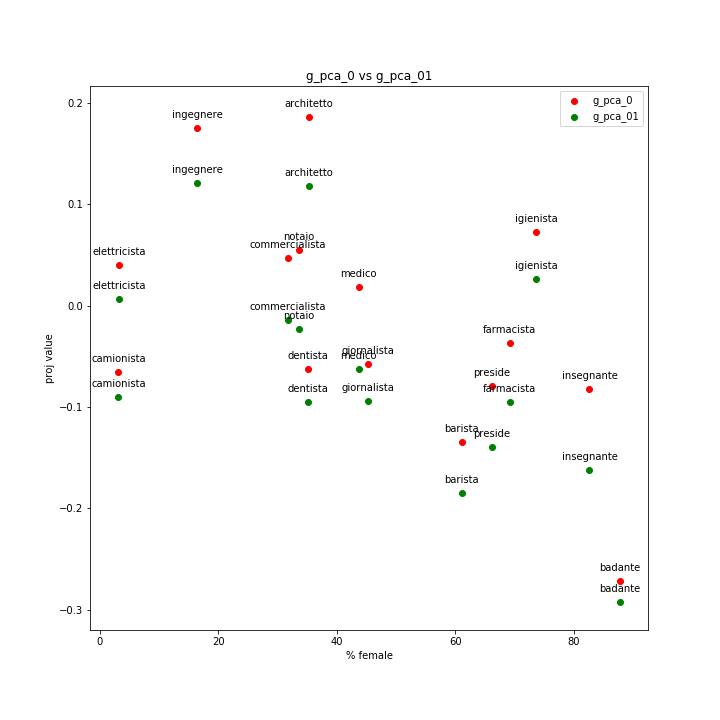 g_pca_0 vs g_pca_01
g_pca_0
g_pca_01
0.2
0.1
0.0
−0.1
−0.2
−0.3
proj value
architetto
ingegnere
ingegnere
architetto
igienista
notaio
commercialista
elettricista
medico
igienista
elettricista
commercialista
notaio
farmacista
giornalista
medico
dentista
camionista
preside
insegnante
camionista
dentista
giornalista
farmacista
barista
preside
insegnante
barista
badante
badante
0
20
40
60
80
% female